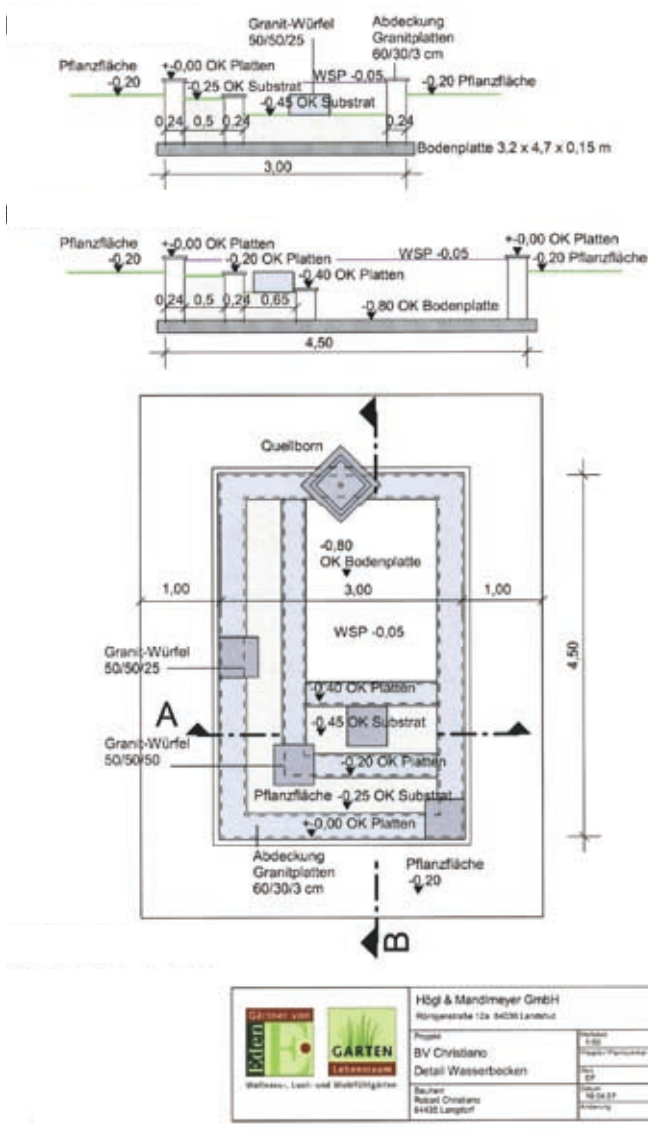 Granit-Würfel
50/50/25
Abdeckung
Granitplatten
60/30/3 cm
Pflanzfläche
-0,20
+-0,00 OK Platten
WSP -0,05
-0,20 Pflanzfläche
-0,25 OK Substrat
-0,45 OK Substrat
0,24 0,5 0,24
0,24
Bodenplatte 3,2 x 4,7 x 0,15 m
3,00
Pflanzfläche
-0,20
+-0,00 OK Platten
WSP -0,05
+-0,00 OK Platten
-0,20 OK Platten
-0,20 Pflanzfläche
-0,40 OK Platten
0,24 0,5 0,24 0,65
-0,80 OK Bodenplatte
4,50
Quellborn
-0,80
OK Bodenplatte
1,00
3,00
1,00
WSP -0,05
4,50
Granit-Würfel
50/50/25
-0,40 OK Platten
A
-0,45 OK Substrat
Granit-Würfel
50/50/50
-0,20 OK Platten
Pflanzfläche -0,25 OK Substrat
+-0,00 OK Platten
Abdeckung
Granitplatten
60/30/3 cm
Pflanzfläche
-0,20
B
Gärtner von
Eden
GARTEN
Lebensraum
Högl & Mandlmeyer GmbH
Projekt
BV Christiano
Detail Wasserbecken
Bauherr
Robert Christiano